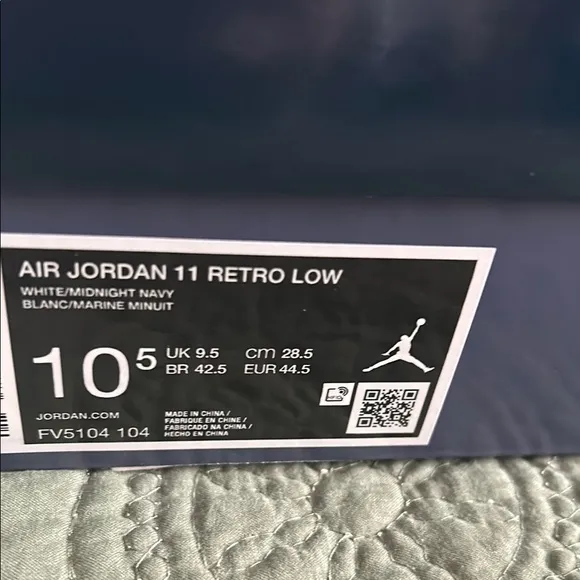 AIR JORDAN 11 RETRO LOW
WHITE/MIDNIGHT NAVY
BLANC/MARINE MINUIT
10⁵
UK 9.5 cm 28.5
BR 42.5 EUR 44.5
JORDAN.COM
FV5104 104
MADE IN CHINA /
FABRIQUE EN CHINE /
FABRICADO NA CHINA /
HECHO EN CHINA